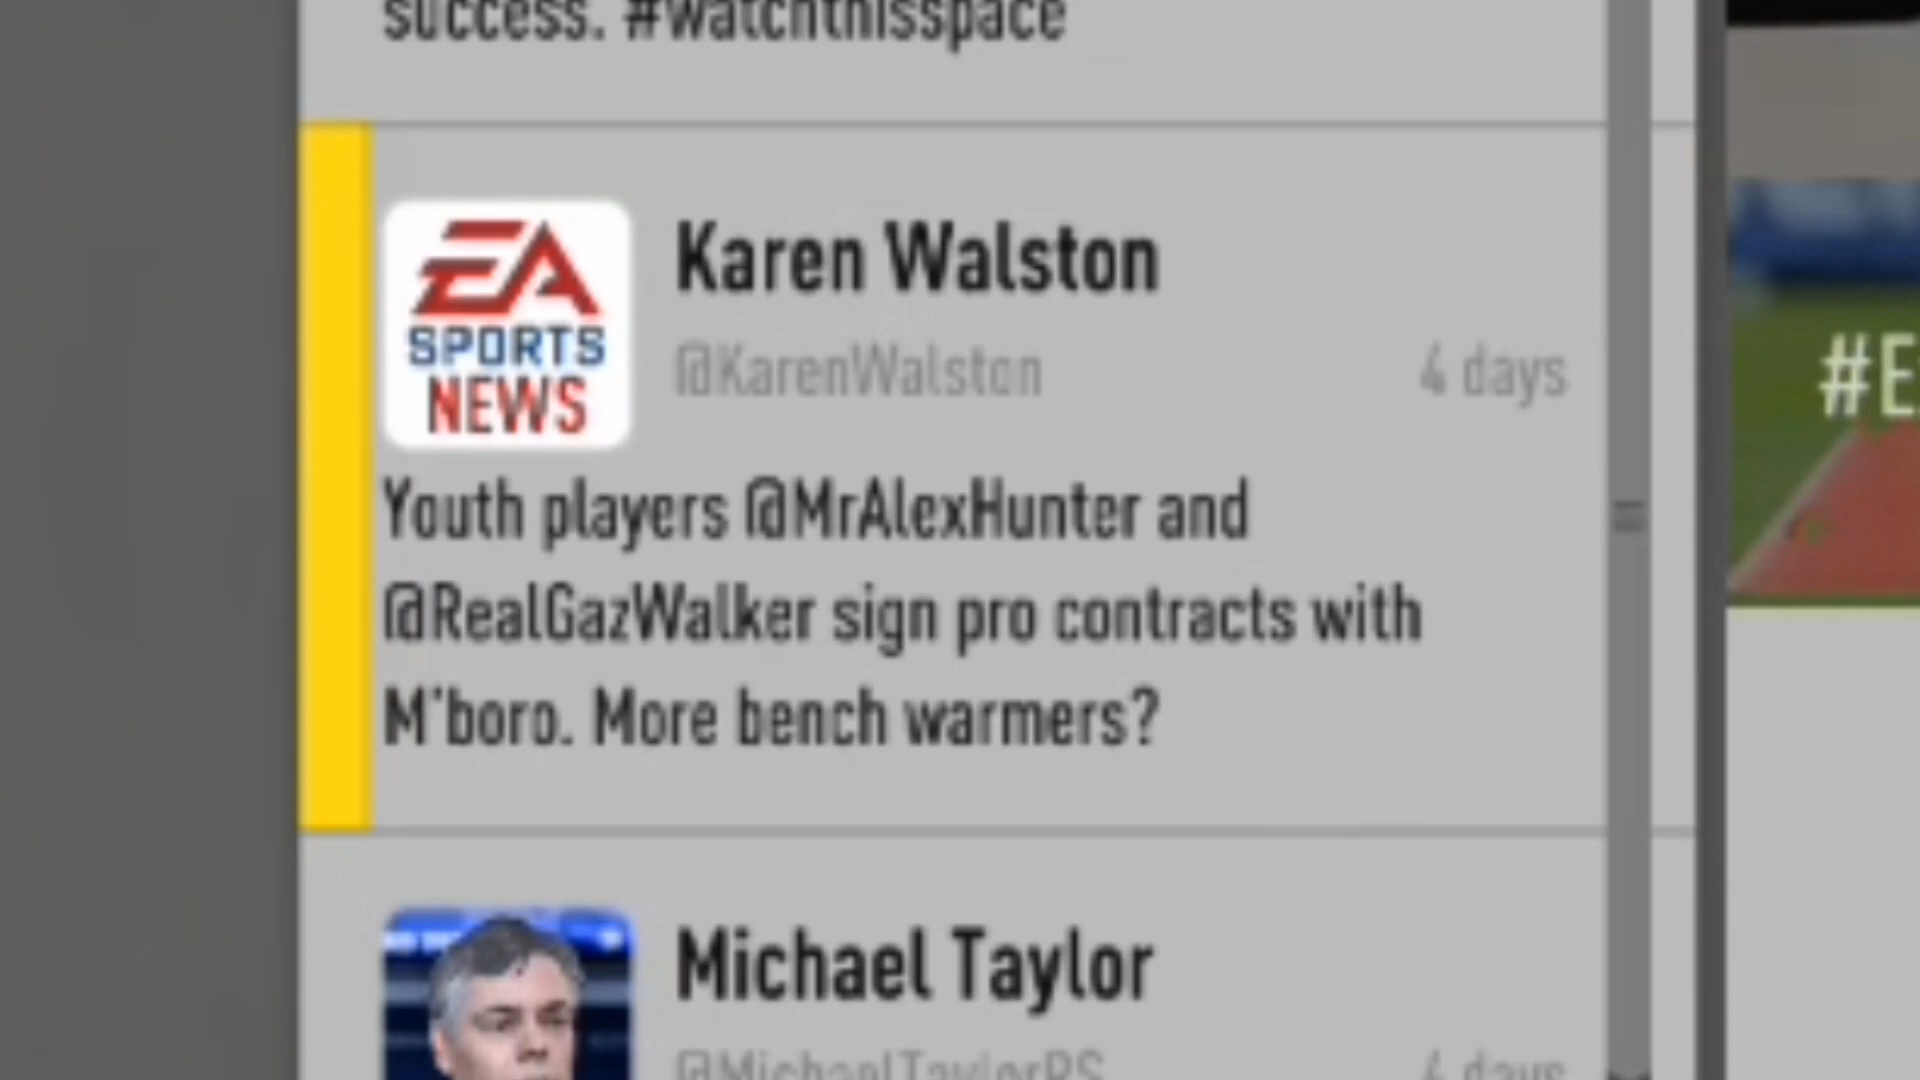 success. #watchthisspace
EA
SPORTS
NEWS
Karen Walston
@KarenWalston
4 days
Youth players @MrAlexHunter and
@RealGazWalker sign pro contracts with
M'boro. More bench warmers?
Michael Taylor
@MichaelTaylorRS
4 days